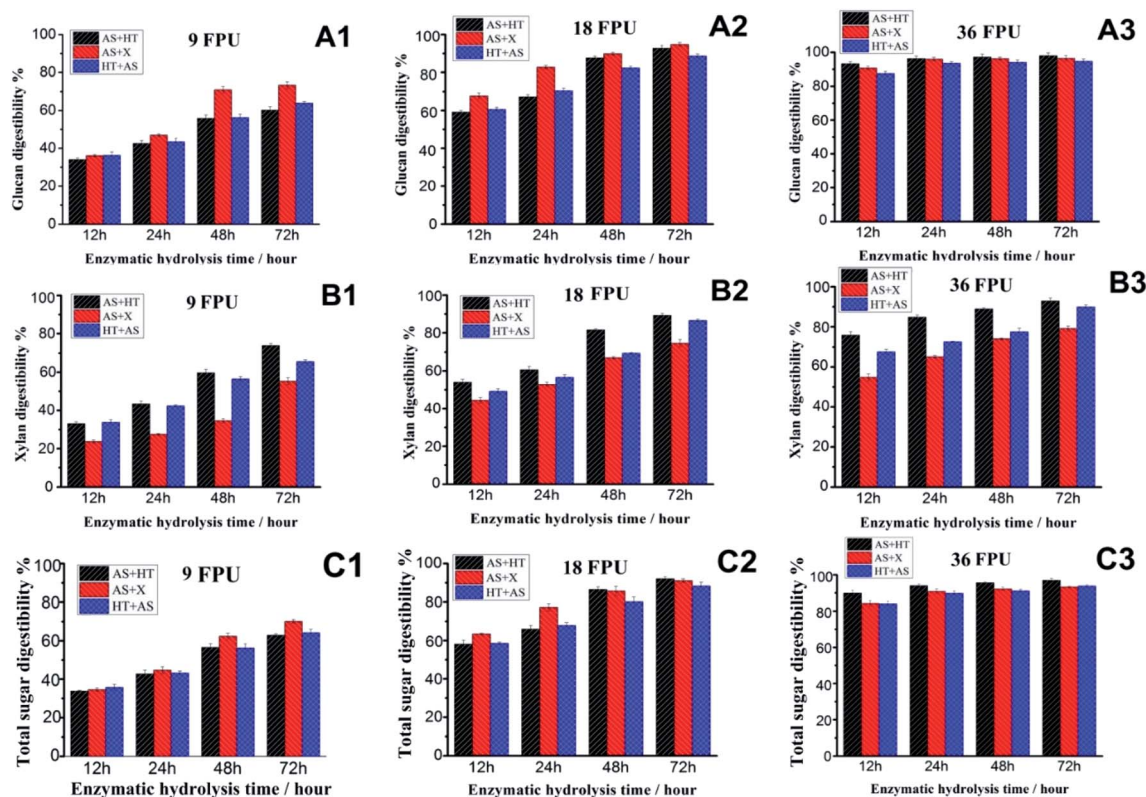 A1
9 FPU
AS+HT
AS+X
HT+AS
Glucan digestibility %
100
80
60
40
20
0
12h 24h 48h 72h
Enzymatic hydrolysis time / hour
A2
18 FPU
AS+HT
AS+X
HT+AS
Glucan digestibility %
100
90
80
70
60
50
40
30
20
10
0
12h 24h 48h 72h
Enzymatic hydrolysis time / hour
A3
36 FPU
AS+HT
AS+X
HT+AS
Glucan digestibility %
100
80
60
40
20
0
12h 24h 48h 72h
Enzymatic hydrolysis time / hour
B1
9 FPU
AS+HT
AS+X
HT+AS
Xylan digestibility %
100
80
60
40
20
0
12h 24h 48h 72h
Enzymatic hydrolysis time / hour
B2
18 FPU
AS+HT
AS+X
HT+AS
Xylan digestibility %
100
80
60
40
20
0
12h 24h 48h 72h
Enzymatic hydrolysis time / hour
B3
36 FPU
AS+HT
AS+X
HT+AS
Xylan digestibility %
100
80
60
40
20
0
12h 24h 48h 72h
Enzymatic hydrolysis time / hour
C1
9 FPU
AS+HT
AS+X
HT+AS
Total sugar digestibility %
100
80
60
40
20
0
12h 24h 48h 72h
Enzymatic hydrolysis time / hour
C2
18 FPU
AS+HT
AS+X
HT+AS
Total sugar digestibility %
100
80
60
40
20
0
12h 24h 48h 72h
Enzymatic hydrolysis time / hour
C3
36 FPU
AS+HT
AS+X
HT+AS
Total sugar digestibility %
100
80
60
40
20
0
12h 24h 48h 72h
Enzymatic hydrolysis time / hour